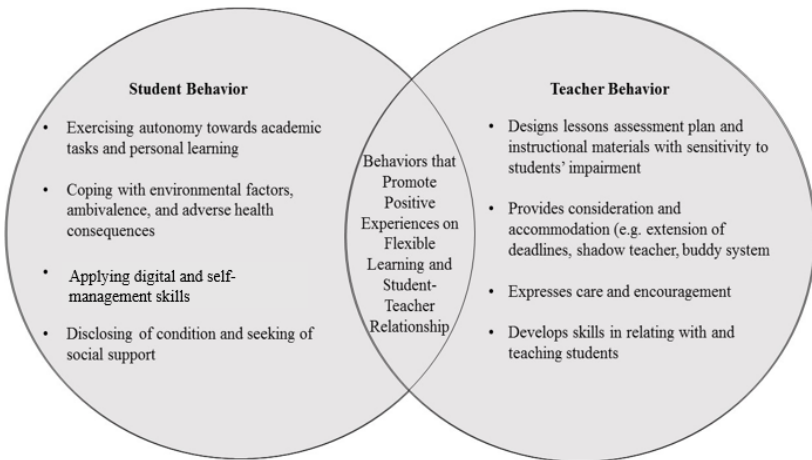 Student Behavior
• Exercising autonomy towards academic
tasks and personal learning
• Coping with environmental factors,
ambivalence, and adverse health
consequences
• Applying digital and self-
management skills
• Disclosing of condition and seeking of
social support
Behaviors that
Promote
Positive
Experiences on
Flexible
Learning and
Student-
Teacher
Relationship
Teacher Behavior
• Designs lessons assessment plan and
instructional materials with sensitivity to
students’ impairment
• Provides consideration and
accommodation (e.g. extension of
deadlines, shadow teacher, buddy system
• Expresses care and encouragement
• Develops skills in relating with and
teaching students